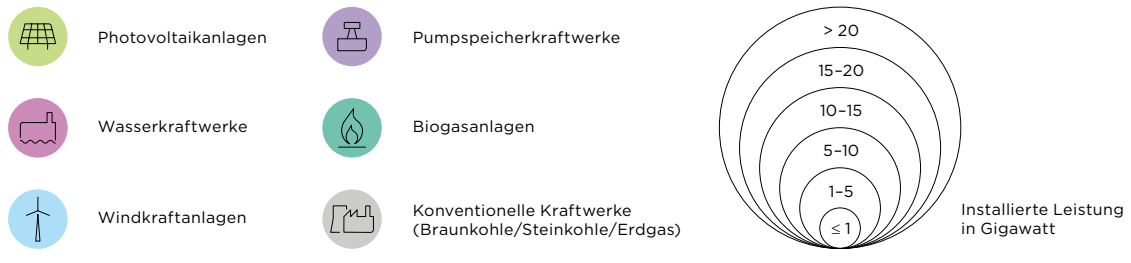 Photovoltaikanlagen
Wasserkraftwerke
Windkraftanlagen
Pumpspeicherkraftwerke
Biogasanlagen
Konventionelle Kraftwerke
(Braunkohle/Steinkohle/Erdgas)
> 20
15–20
10–15
5–10
1–5
≤ 1
Installierte Leistung
in Gigawatt